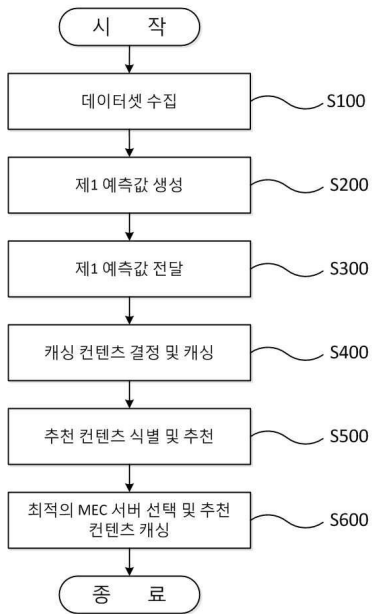 시 작
데이터셋 수집
S100
제1 예측값 생성
S200
제1 예측값 전달
S300
캐싱 컨텐츠 결정 및 캐싱
S400
추천 컨텐츠 식별 및 추천
S500
최적의 MEC 서버 선택 및 추천
컨텐츠 캐싱
S600
종 료